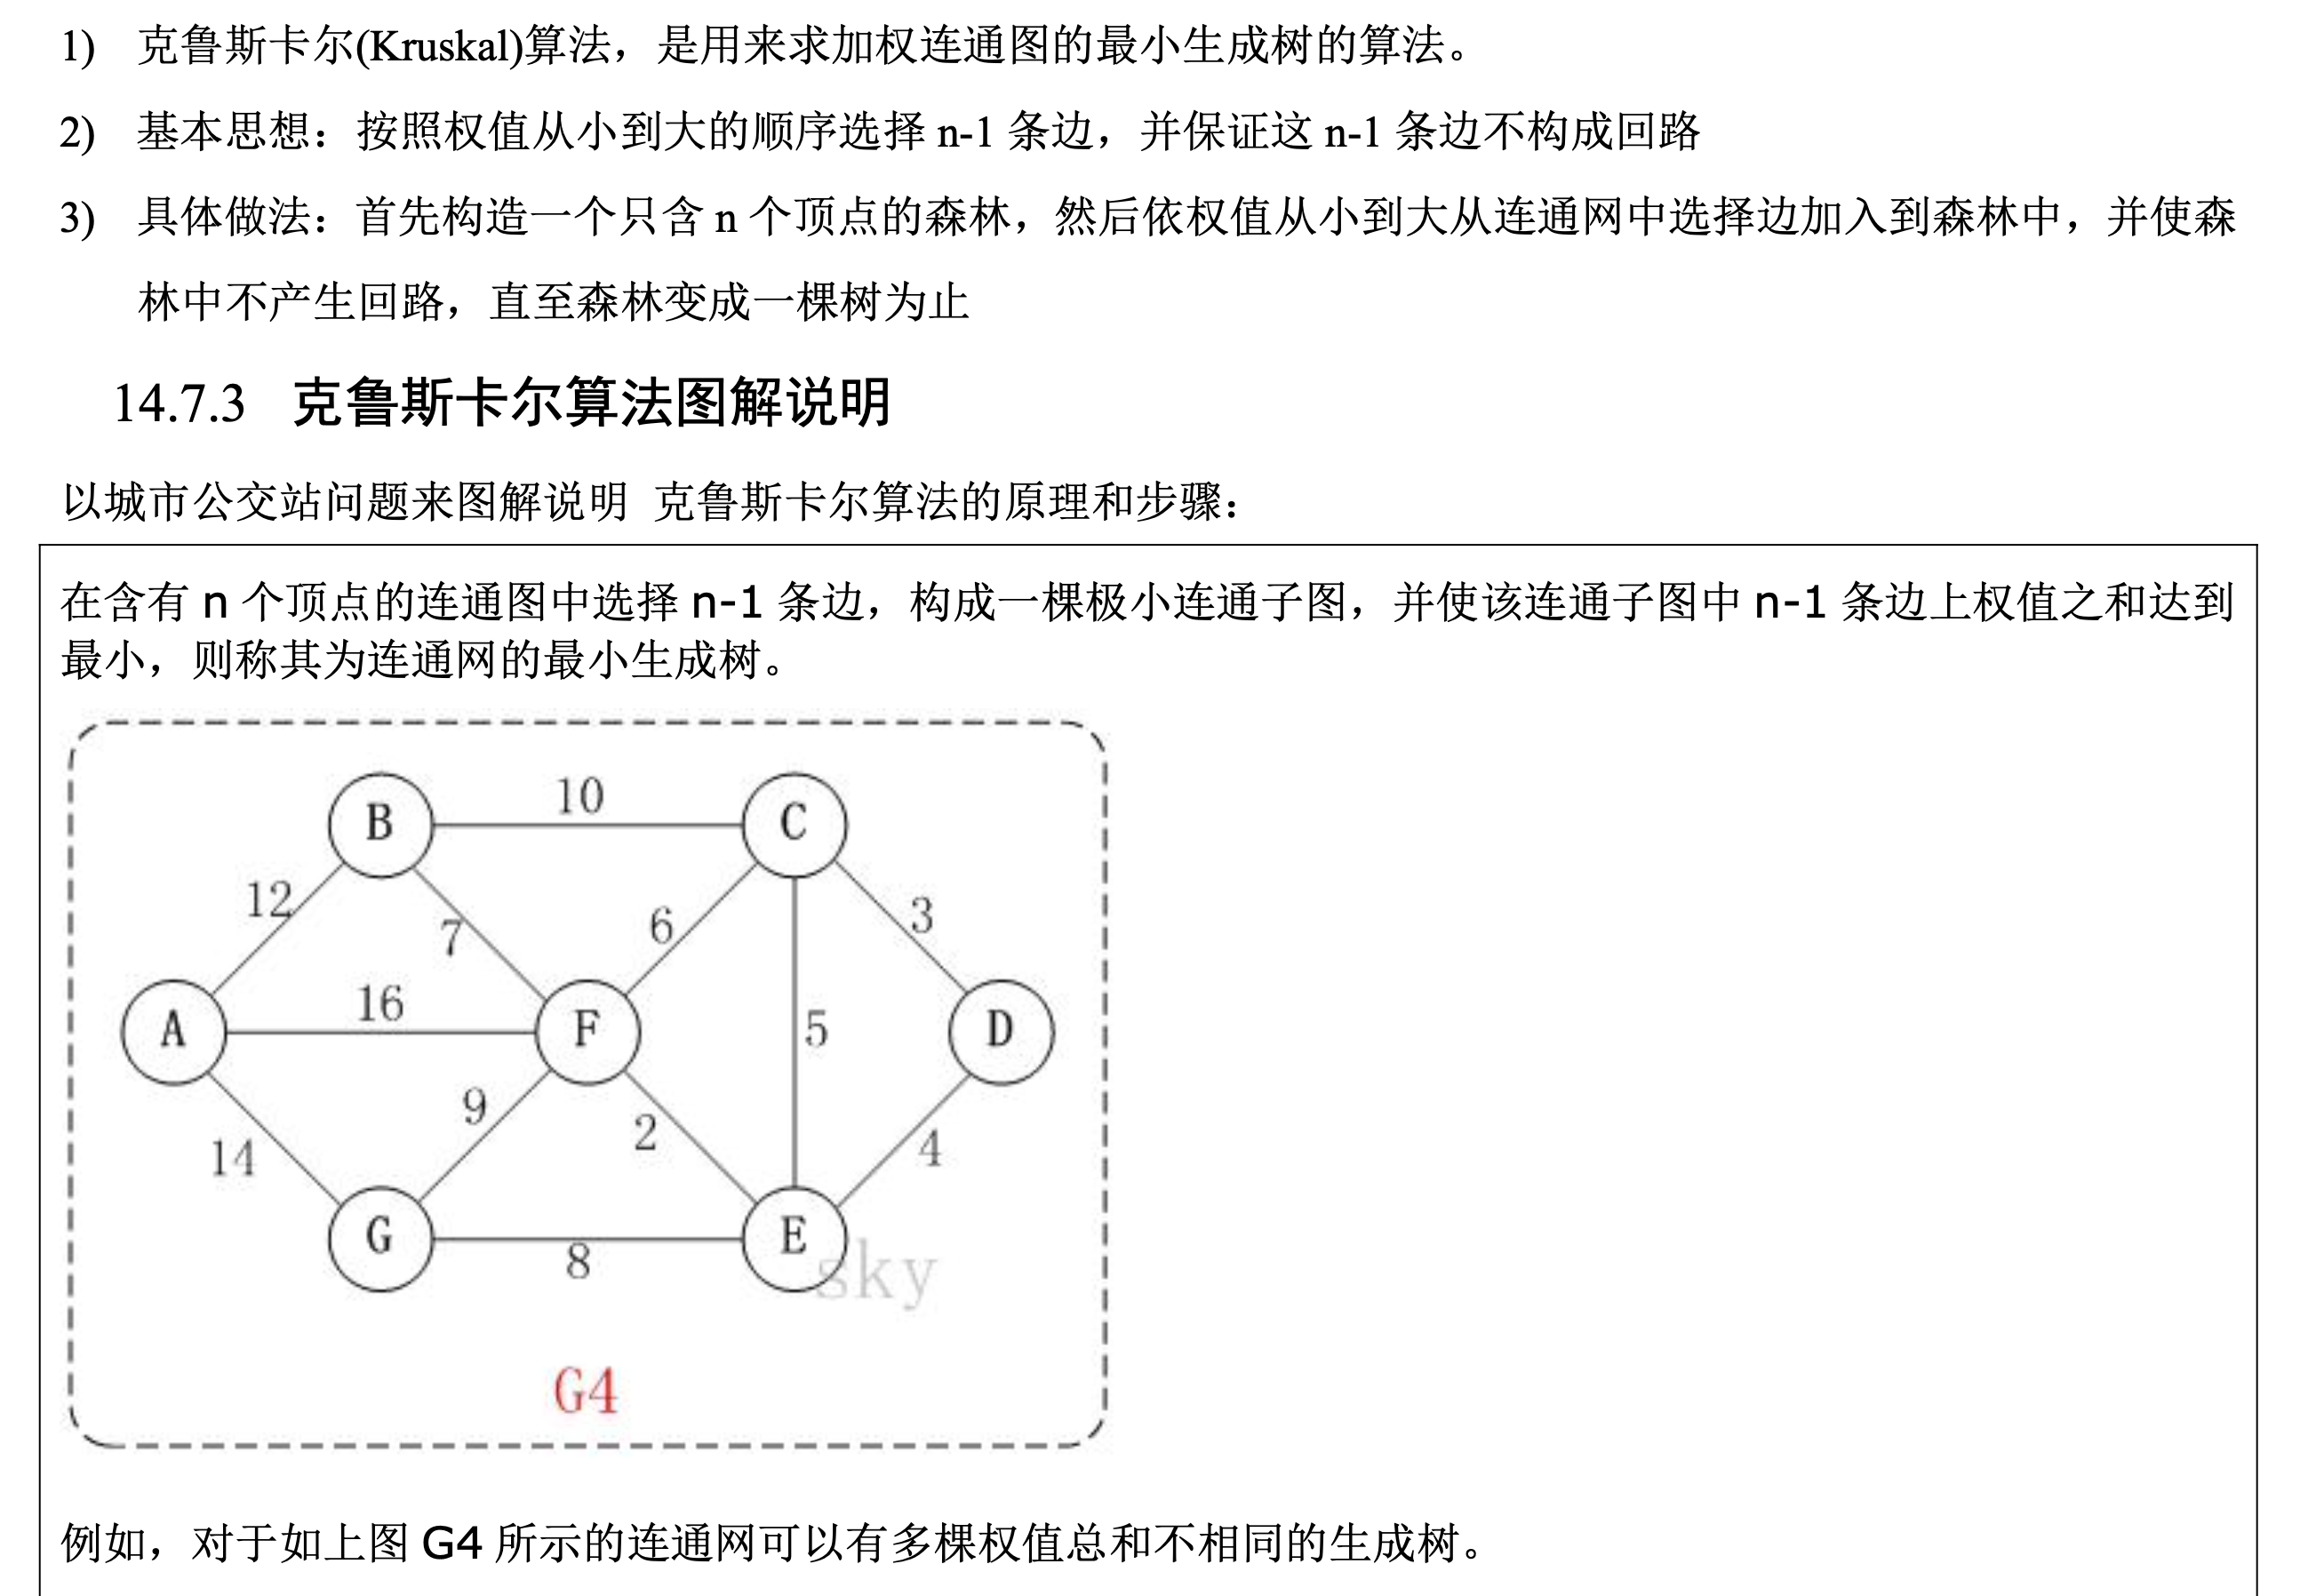 1) 克鲁斯卡尔(Kruskal)算法，是用来求加权连通图的最小生成树的算法。
2) 基本思想：按照权值从小到大的顺序选择 n-1 条边，并保证这 n-1 条边不构成回路
3) 具体做法：首先构造一个只含 n 个顶点的森林，然后依权值从小到大从连通网中选择边加入到森林中，并使森
林中不产生回路，直至森林变成一棵树为止
14.7.3 克鲁斯卡尔算法图解说明
以城市公交站问题来图解说明 克鲁斯卡尔算法的原理和步骤：
在含有 n 个顶点的连通图中选择 n-1 条边，构成一棵极小连通子图，并使该连通子图中 n-1 条边上权值之和达到
最小，则称其为连通网的最小生成树。
B 10 C
12 7 6 3
A 16 F 5 D
14 9 2 4
G 8 E
sky
G4
例如，对于如上图 G4 所示的连通网可以有多棵权值总和不相同的生成树。